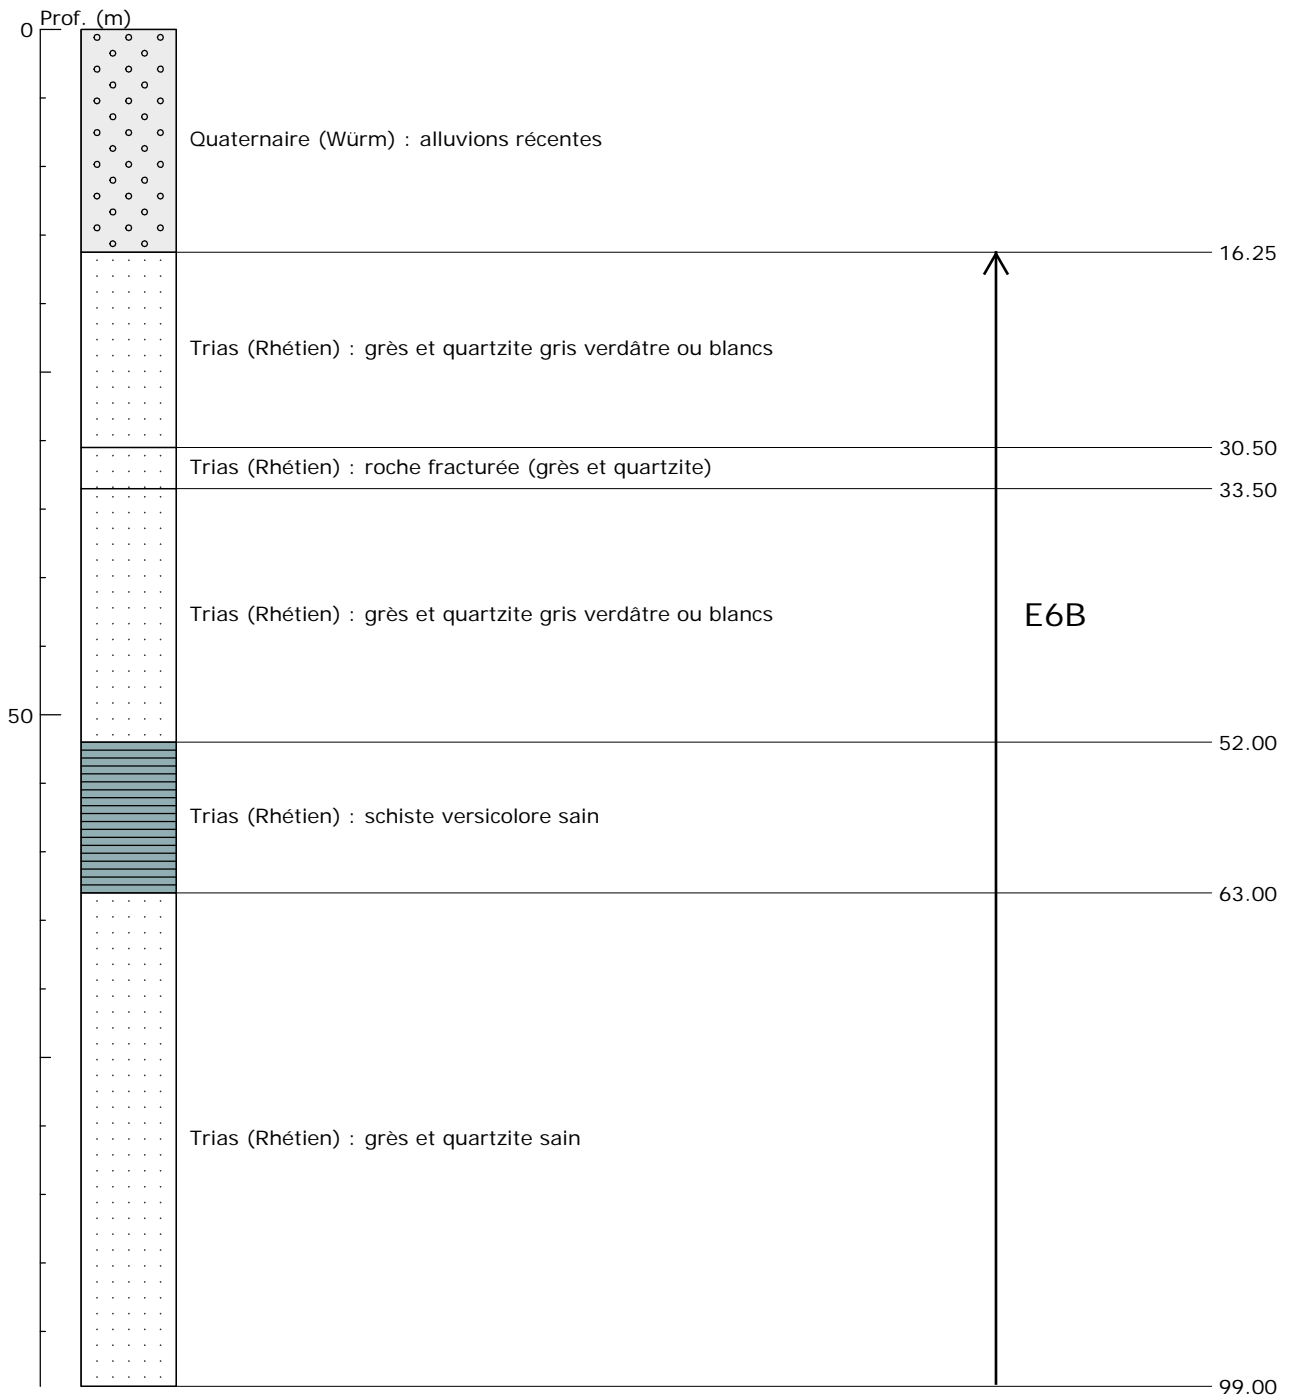 Prof. (m)
0
Quaternaire (Würm) : alluvions récentes
16.25
Trias (Rhétien) : grès et quartzite gris verdâtre ou blancs
30.50
Trias (Rhétien) : roche fracturée (grès et quartzite)
33.50
Trias (Rhétien) : grès et quartzite gris verdâtre ou blancs
E6B
50
52.00
Trias (Rhétien) : schiste versicolore sain
63.00
Trias (Rhétien) : grès et quartzite sain
99.00